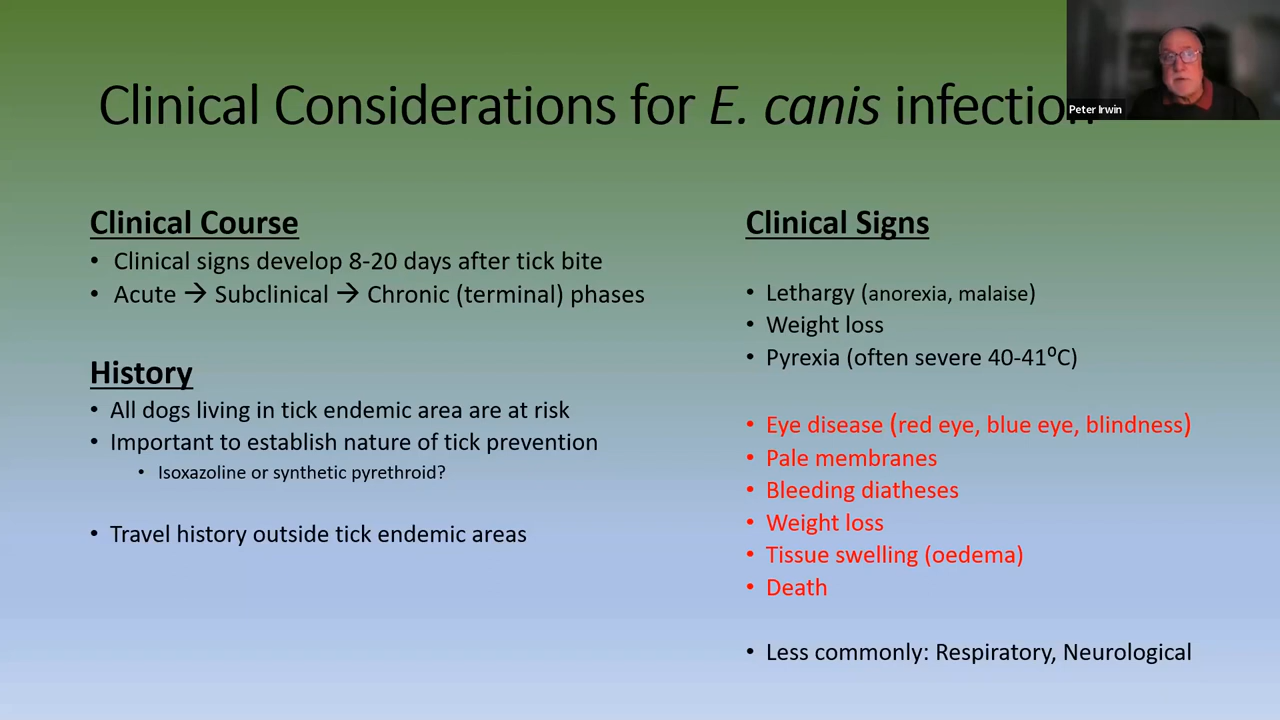 Clinical Considerations for E. canis infection
Peter Irwin
Clinical Course
• Clinical signs develop 8-20 days after tick bite
• Acute → Subclinical → Chronic (terminal) phases
History
• All dogs living in tick endemic area are at risk
• Important to establish nature of tick prevention
• Isoxazoline or synthetic pyrethroid?
• Travel history outside tick endemic areas
Clinical Signs
• Lethargy (anorexia, malaise)
• Weight loss
• Pyrexia (often severe 40-41⁰C)
• Eye disease (red eye, blue eye, blindness)
• Pale membranes
• Bleeding diatheses
• Weight loss
• Tissue swelling (oedema)
• Death
• Less commonly: Respiratory, Neurological